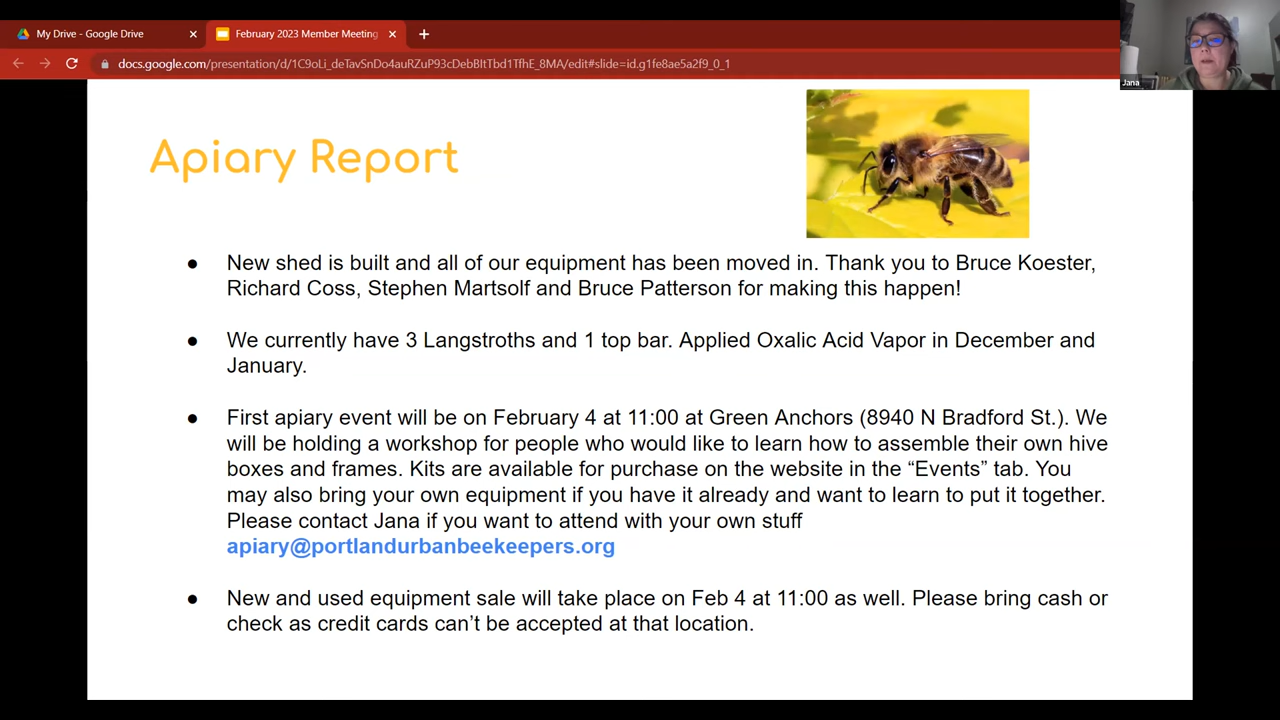 My Drive - Google Drive
February 2023 Member Meeting
docs.google.com/presentation/d/1C9oLi_deTavSnDo4auRZuP93cDebBItTbd1TfhE_8MA/edit#slide=id.g1fe8ae5a2f9_0_1
Jana
Apiary Report
● New shed is built and all of our equipment has been moved in. Thank you to Bruce Koester,
Richard Coss, Stephen Martsolf and Bruce Patterson for making this happen!
● We currently have 3 Langstroths and 1 top bar. Applied Oxalic Acid Vapor in December and
January.
● First apiary event will be on February 4 at 11:00 at Green Anchors (8940 N Bradford St.). We
will be holding a workshop for people who would like to learn how to assemble their own hive
boxes and frames. Kits are available for purchase on the website in the “Events” tab. You
may also bring your own equipment if you have it already and want to learn to put it together.
Please contact Jana if you want to attend with your own stuff
apiary@portlandurbanbeekeepers.org
● New and used equipment sale will take place on Feb 4 at 11:00 as well. Please bring cash or
check as credit cards can’t be accepted at that location.